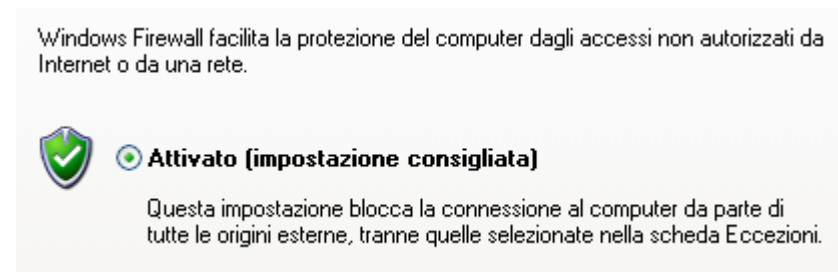 Windows Firewall facilita la protezione del computer dagli accessi non autorizzati da
Internet o da una rete.
Attivato (impostazione consigliata)
Questa impostazione blocca la connessione al computer da parte di
tutte le origini esterne, tranne quelle selezionate nella scheda Eccezioni.